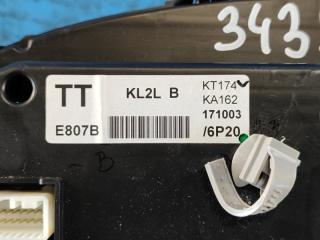 343
TT KL2L B KT174
KA162
171003
E807B /6P20
B